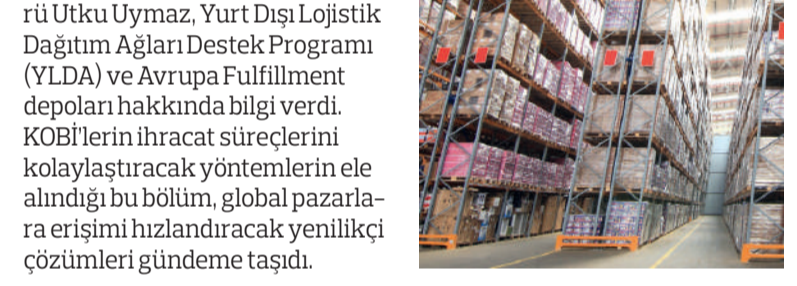 rü Utku Uymaz, Yurt Dışı Lojistik
Dağıtım Ağları Destek Programı
(YLDA) ve Avrupa Fulfillment
depoları hakkında bilgi verdi.
KOBİ'lerin ihracat süreçlerini
kolaylaştıracak yöntemlerin ele
alındığı bu bölüm, global pazarla-
ra erişimi hızlandıracak yenilikçi
çözümleri gündeme taşıdı.